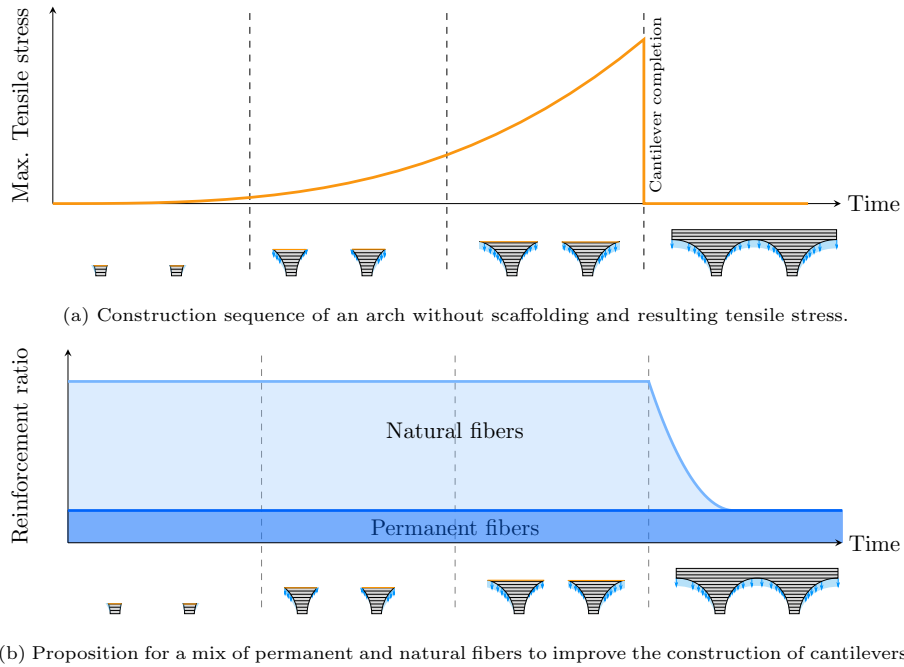 Max. Tensile stress
Cantilever completion
Time
(a) Construction sequence of an arch without scaffolding and resulting tensile stress.
Reinforcement ratio
Natural fibers
Permanent fibers
Time
(b) Proposition for a mix of permanent and natural fibers to improve the construction of cantilevers